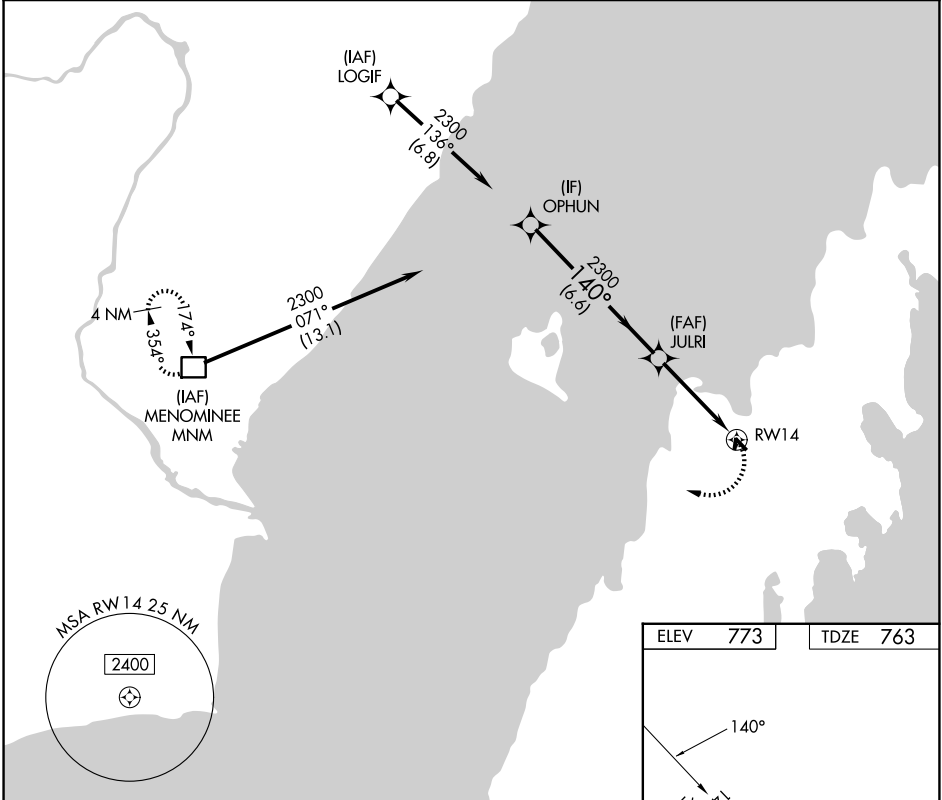 (IAF)
LOGIF
2300
136°
(6.8)
(IF)
OPHUN
2300
140°
(6.6)
(FAF)
JULRI
RW14
2300
071°
(13.1)
4 NM
174°
354°
(IAF)
MENOMINEE
MNM
MSA RW14 25 NM
2400
ELEV 773
TDZE 763
140°